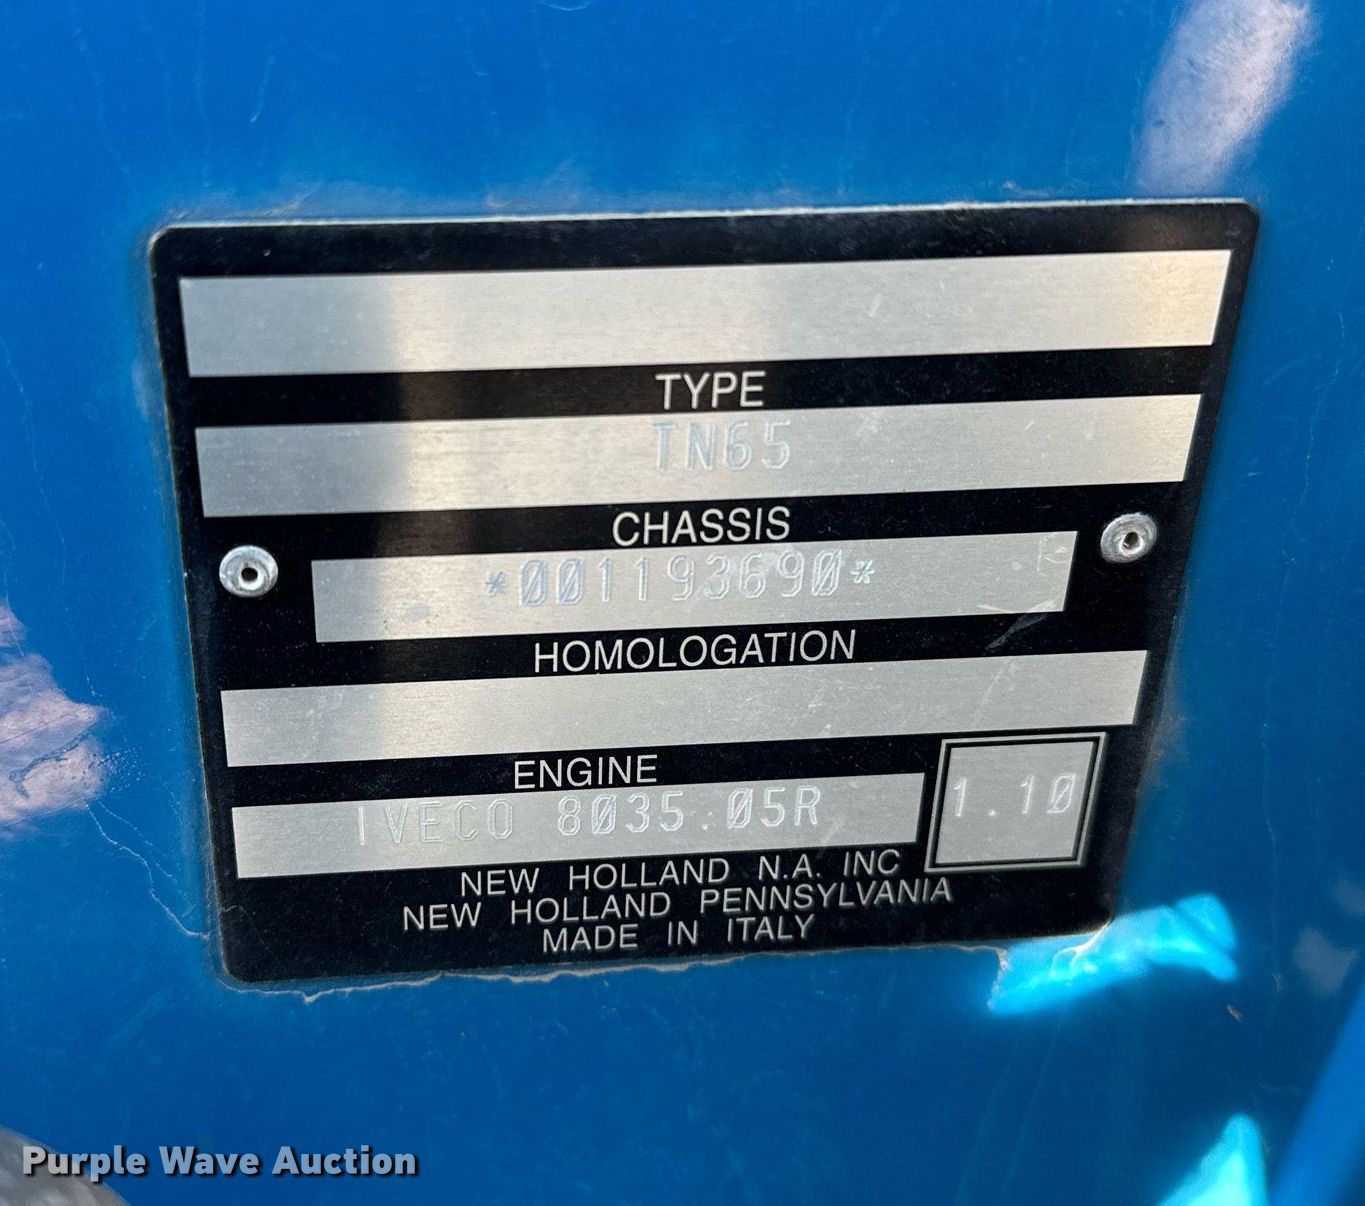 TYPE
TN65
CHASSIS
*001193690*
HOMOLOGATION
ENGINE
IVECO 8035.05R
1.10
NEW HOLLAND N.A. INC
NEW HOLLAND PENNSYLVANIA
MADE IN ITALY
Purple Wave Auction